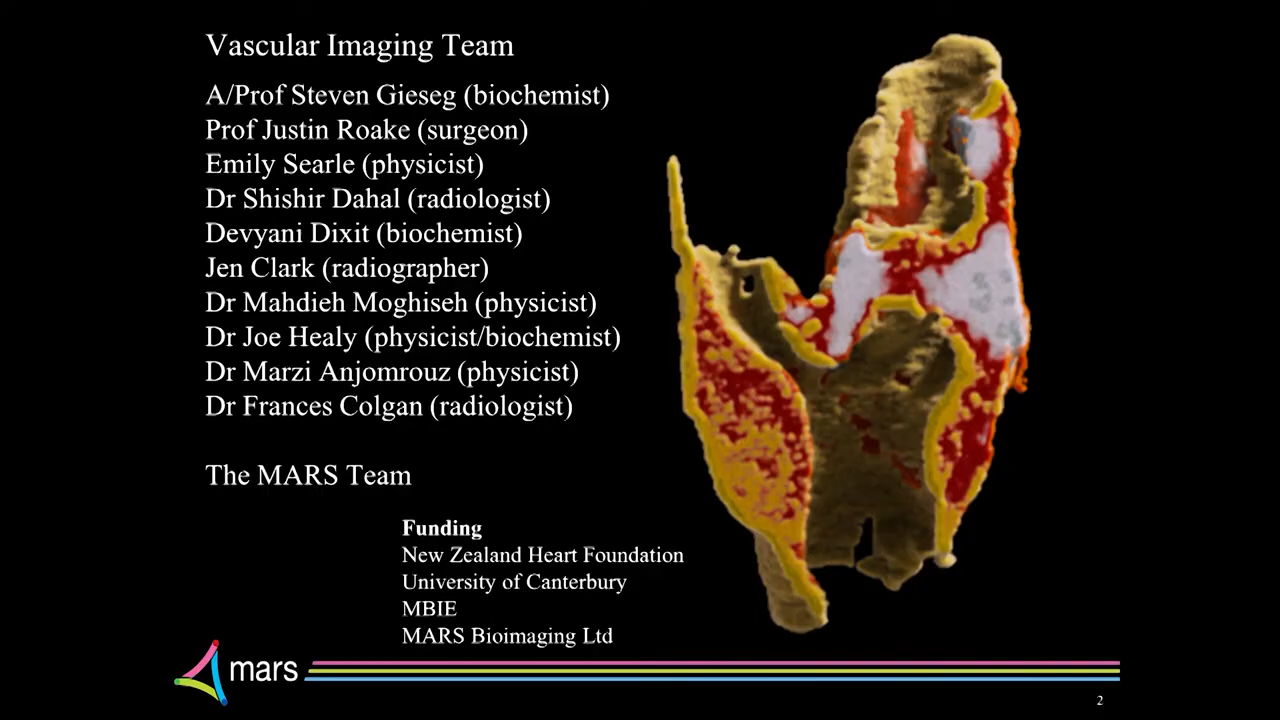 Vascular Imaging Team
A/Prof Steven Gieseg (biochemist)
Prof Justin Roake (surgeon)
Emily Searle (physicist)
Dr Shishir Dahal (radiologist)
Devyani Dixit (biochemist)
Jen Clark (radiographer)
Dr Mahdieh Moghiseh (physicist)
Dr Joe Healy (physicist/biochemist)
Dr Marzi Anjomrouz (physicist)
Dr Frances Colgan (radiologist)
The MARS Team
Funding
New Zealand Heart Foundation
University of Canterbury
MBIE
MARS Bioimaging Ltd
mars
2